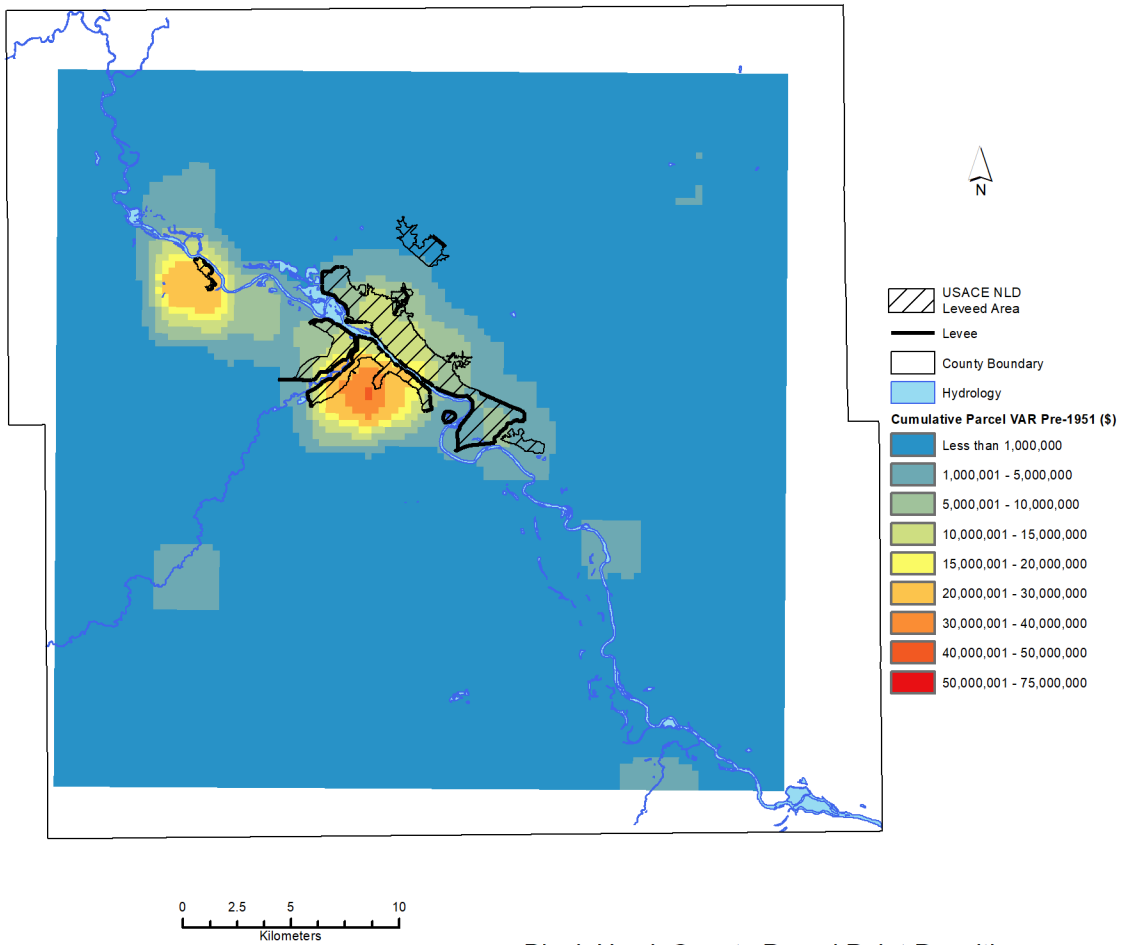 N
USACE NLD
Leveed Area
Levee
County Boundary
Hydrology
Cumulative Parcel VAR Pre-1951 ($)
Less than 1,000,000
1,000,001 - 5,000,000
5,000,001 - 10,000,000
10,000,001 - 15,000,000
15,000,001 - 20,000,000
20,000,001 - 30,000,000
30,000,001 - 40,000,000
40,000,001 - 50,000,000
50,000,001 - 75,000,000
0 2.5 5 10
Kilometers